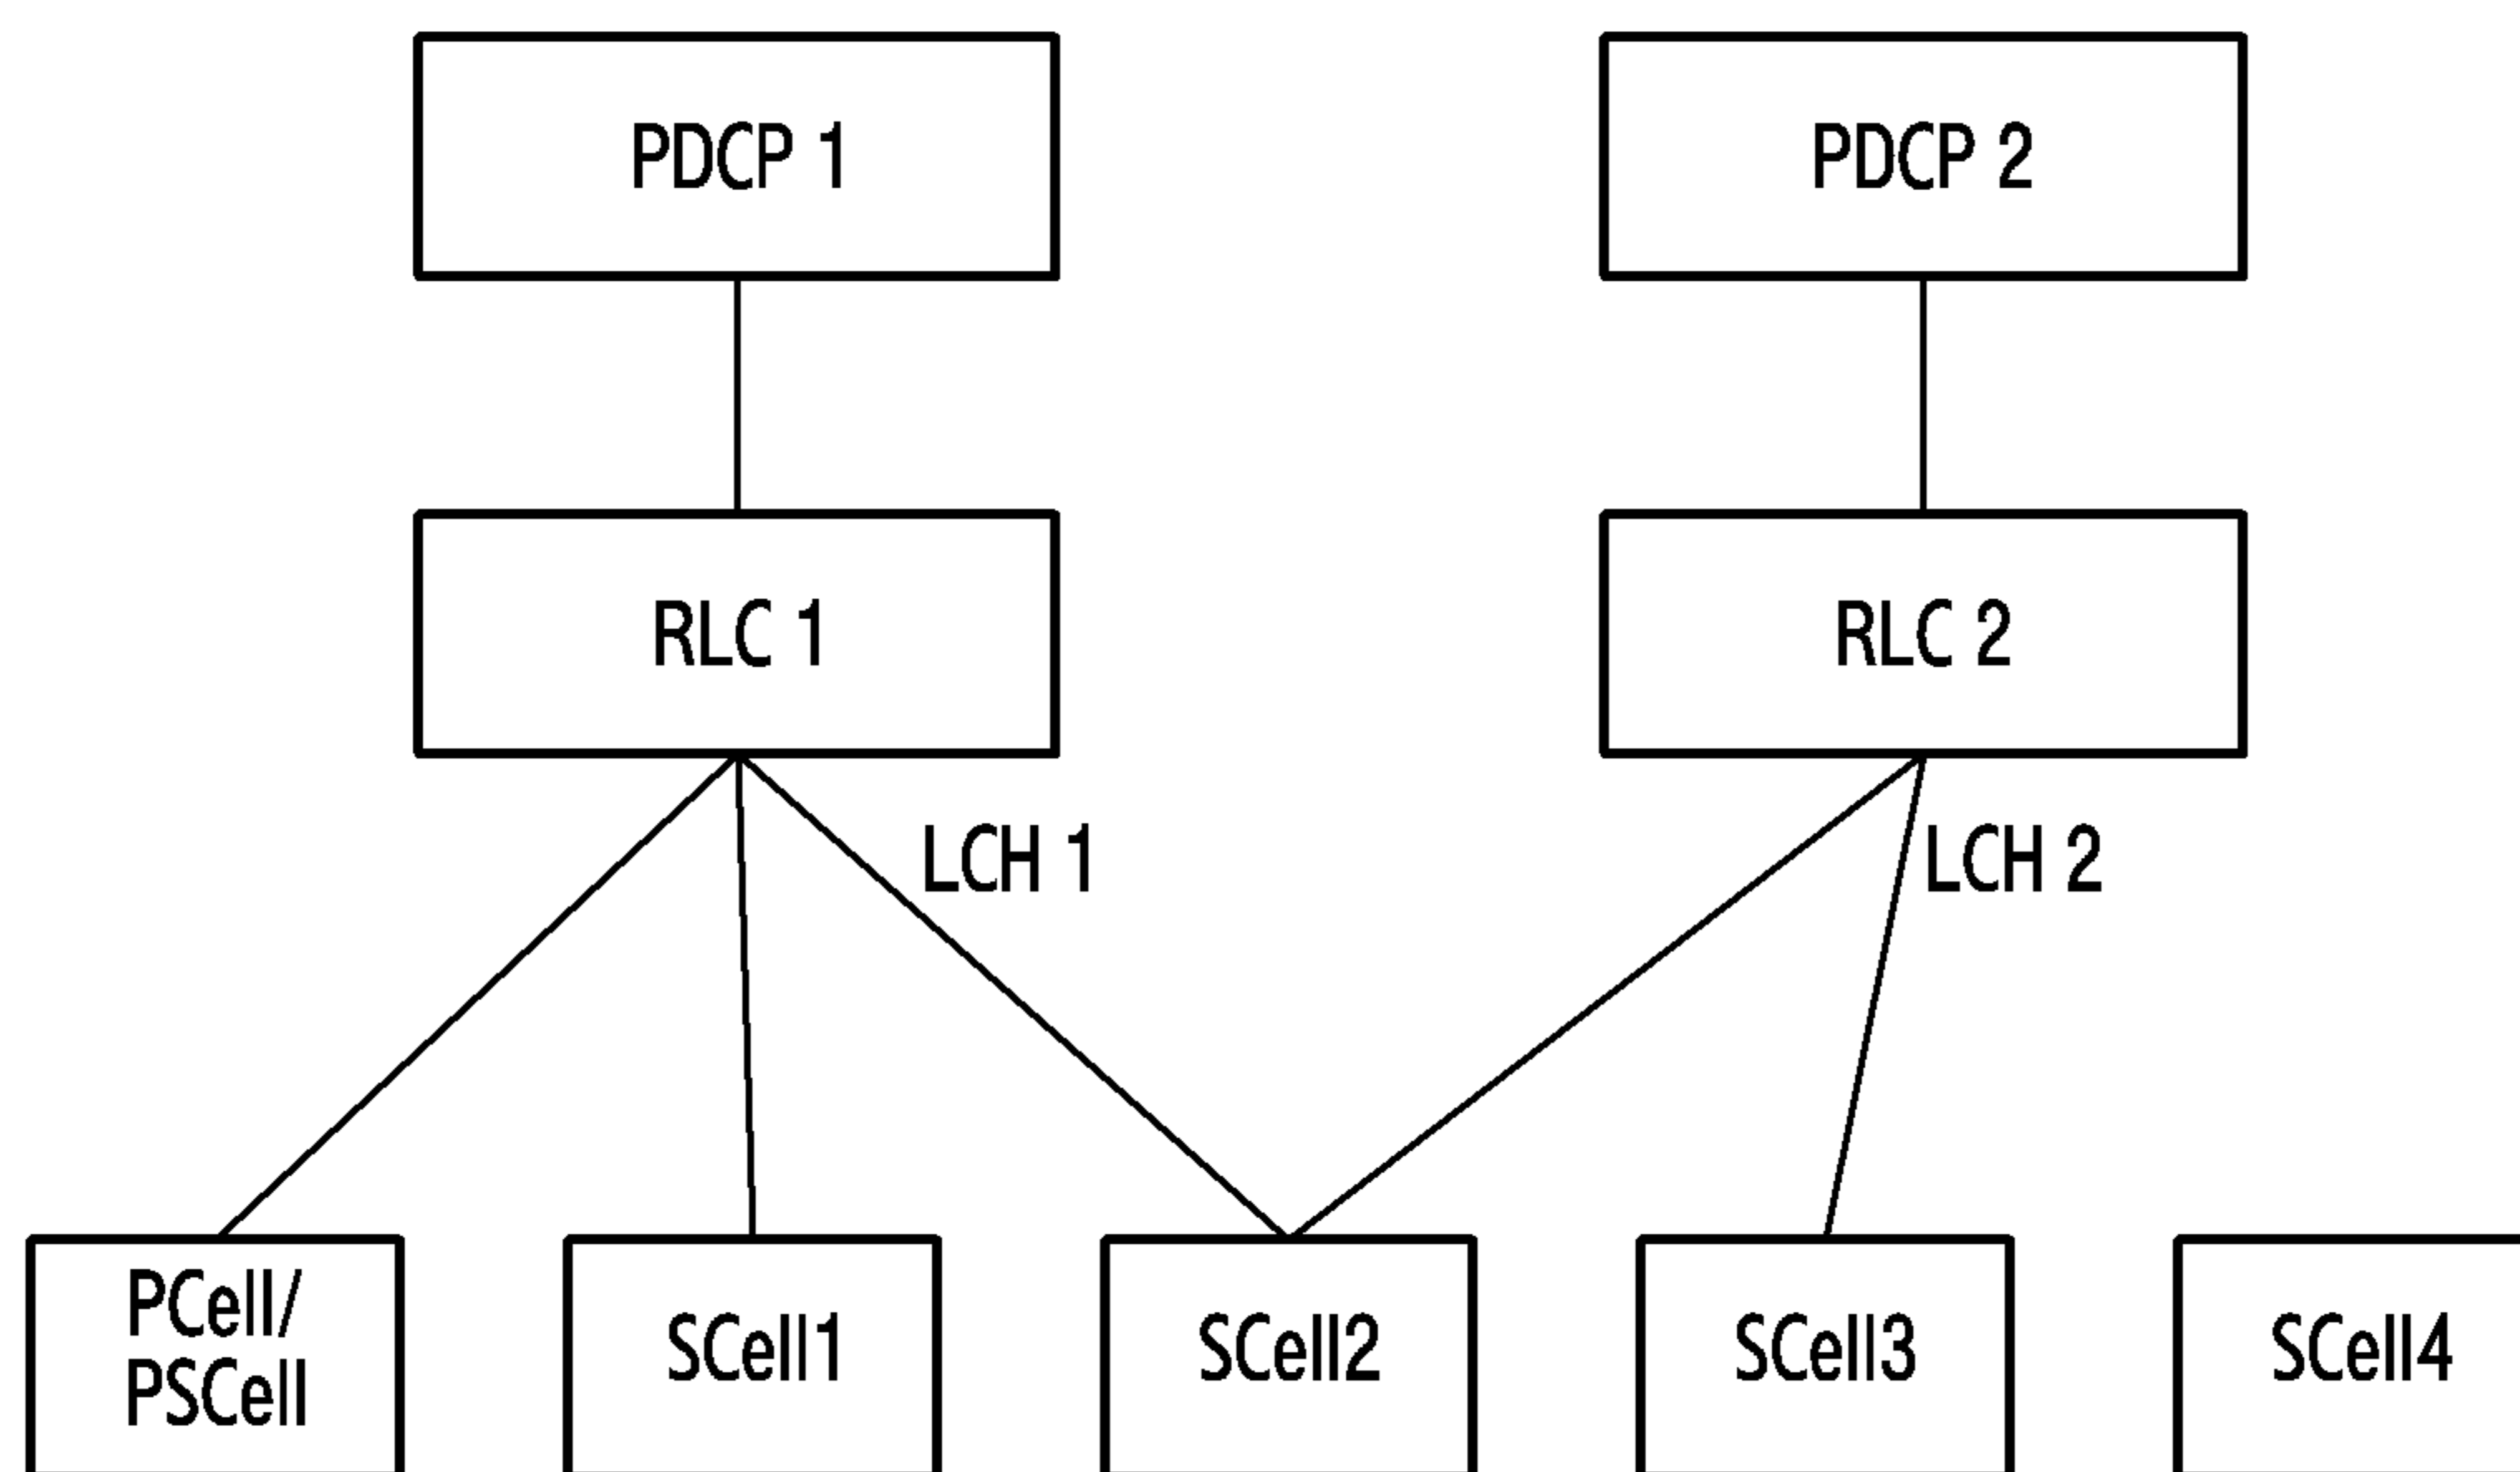 PDCP 1
PDCP 2
RLC 1
RLC 2
LCH 1
LCH 2
PCell/
PSCell
SCell1
SCell2
SCell3
SCell4